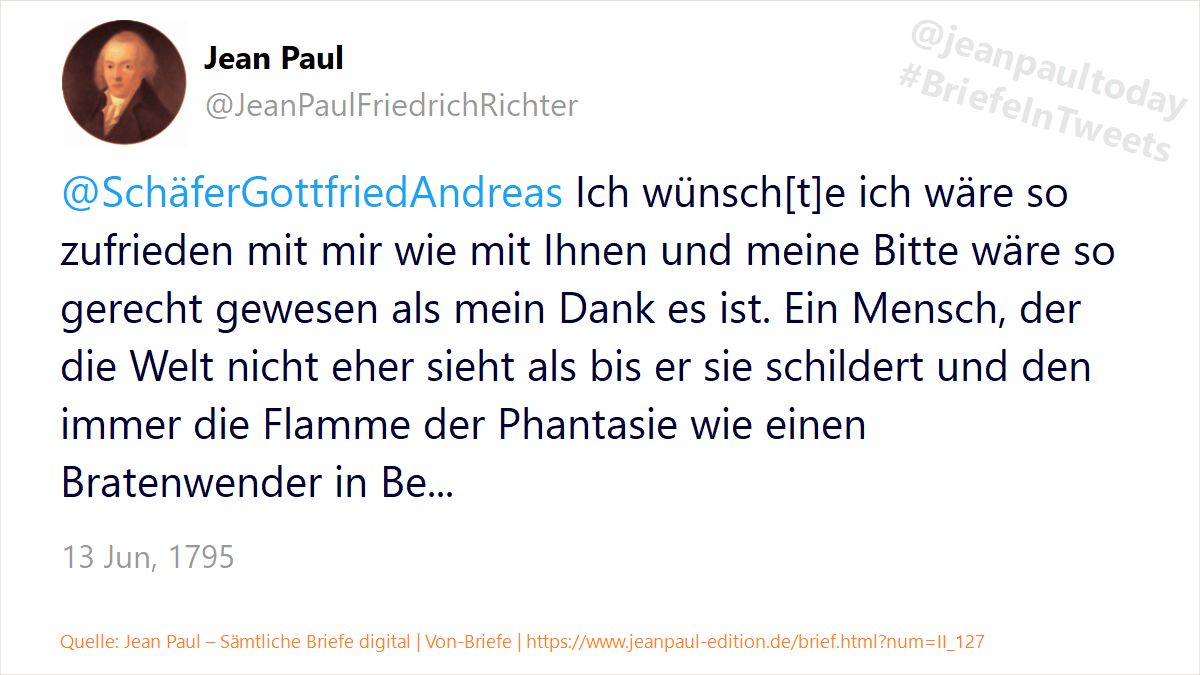 Jean Paul
@JeanPaulFriedrichRichter
@jeanpaultoday
#BriefeInTweets
@SchäferGottfriedAndreas Ich wünsch[t]e ich wäre so
zufrieden mit mir wie mit Ihnen und meine Bitte wäre so
gerecht gewesen als mein Dank es ist. Ein Mensch, der
die Welt nicht eher sieht als bis er sie schildert und den
immer die Flamme der Phantasie wie einen
Bratenwender in Be...
13 Jun, 1795
Quelle: Jean Paul – Sämtliche Briefe digital | Von-Briefe | https://www.jeanpaul-edition.de/brief.html?num=II_127